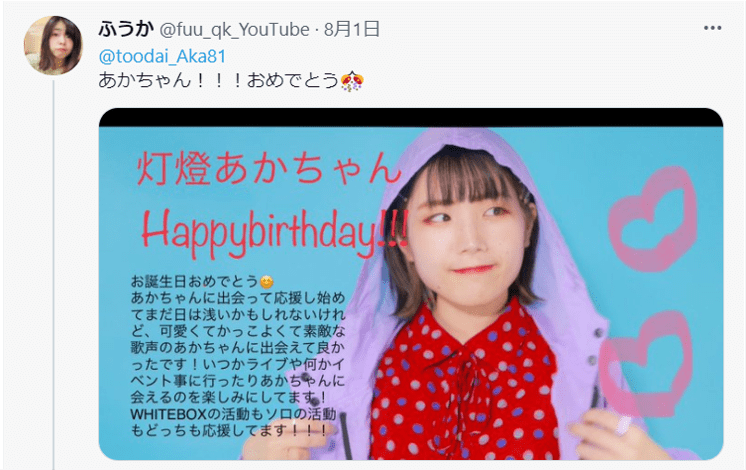 ふうか @fuu_qk_YouTube · 8月1日
@toodai_Aka81
あかちゃん！！！おめでとう🎊
灯燈あかちゃん
Happybirthday!!!
お誕生日おめでとう😊
あかちゃんに出会って応援し始め
てまだ日は浅いかもしれないけれ
ど、可愛くてかっこよくて素敵な
歌声のあかちゃんに出会えて良か
ったです！いつかライブや何かイ
ベント事に行ったりあかちゃんに
会えるのを楽しみにしてます！
WHITEBOXの活動もソロの活動
もどっちも応援してます！！！